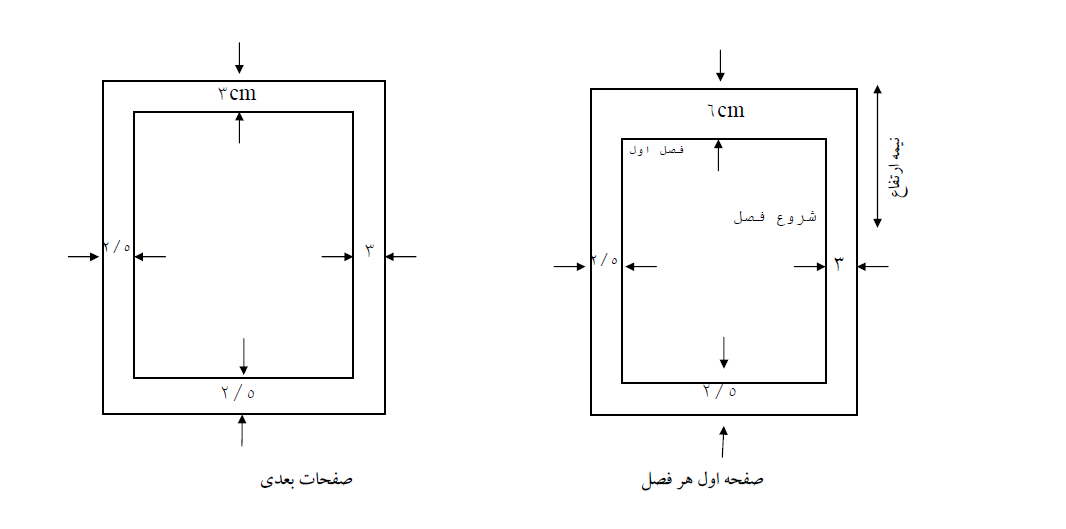 ۶cm
فصل اول
شروع فصل
نیمه ارتفاع
۲/۵
۳
۲/۵
صفحه اول هر فصل
۳cm
۲/۵
۳
۲/۵
صفحات بعدی